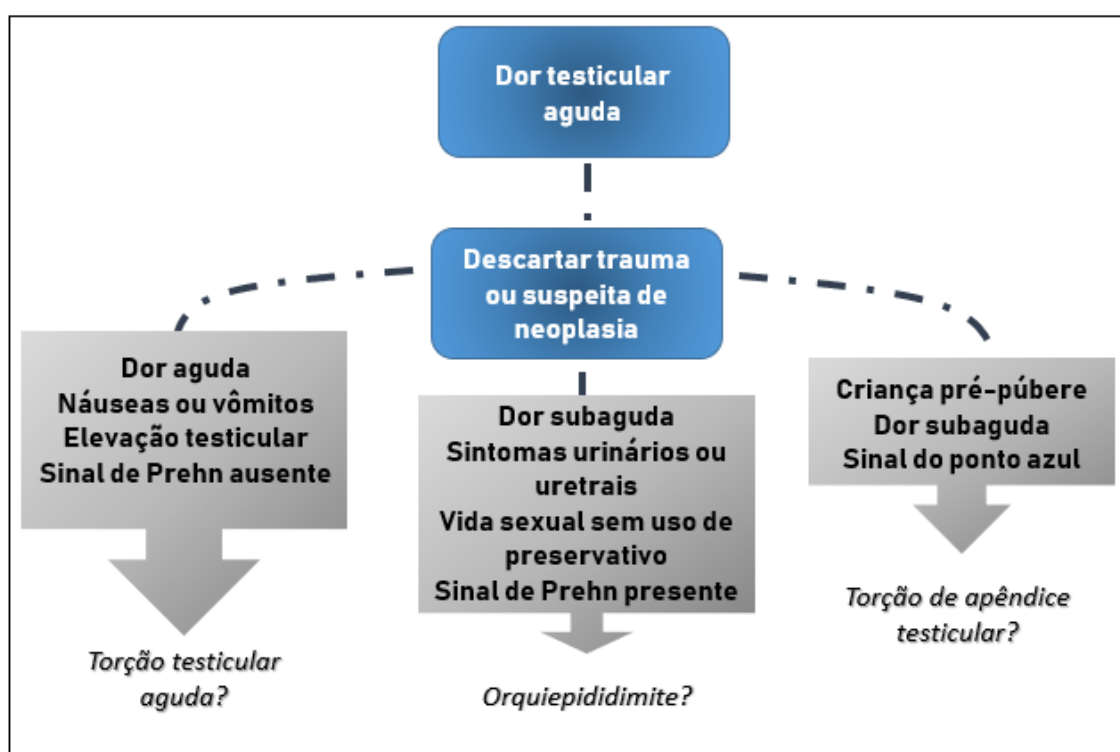 Dor testicular
aguda
Descartar trauma
ou suspeita de
neoplasia
Dor aguda
Náuseas ou vômitos
Elevação testicular
Sinal de Prehn ausente
Torção testicular
aguda?
Dor subaguda
Sintomas urinários ou
uretrais
Vida sexual sem uso de
preservativo
Sinal de Prehn presente
Orquiepididimite?
Criança pré-púbere
Dor subaguda
Sinal do ponto azul
Torção de apêndice
testicular?